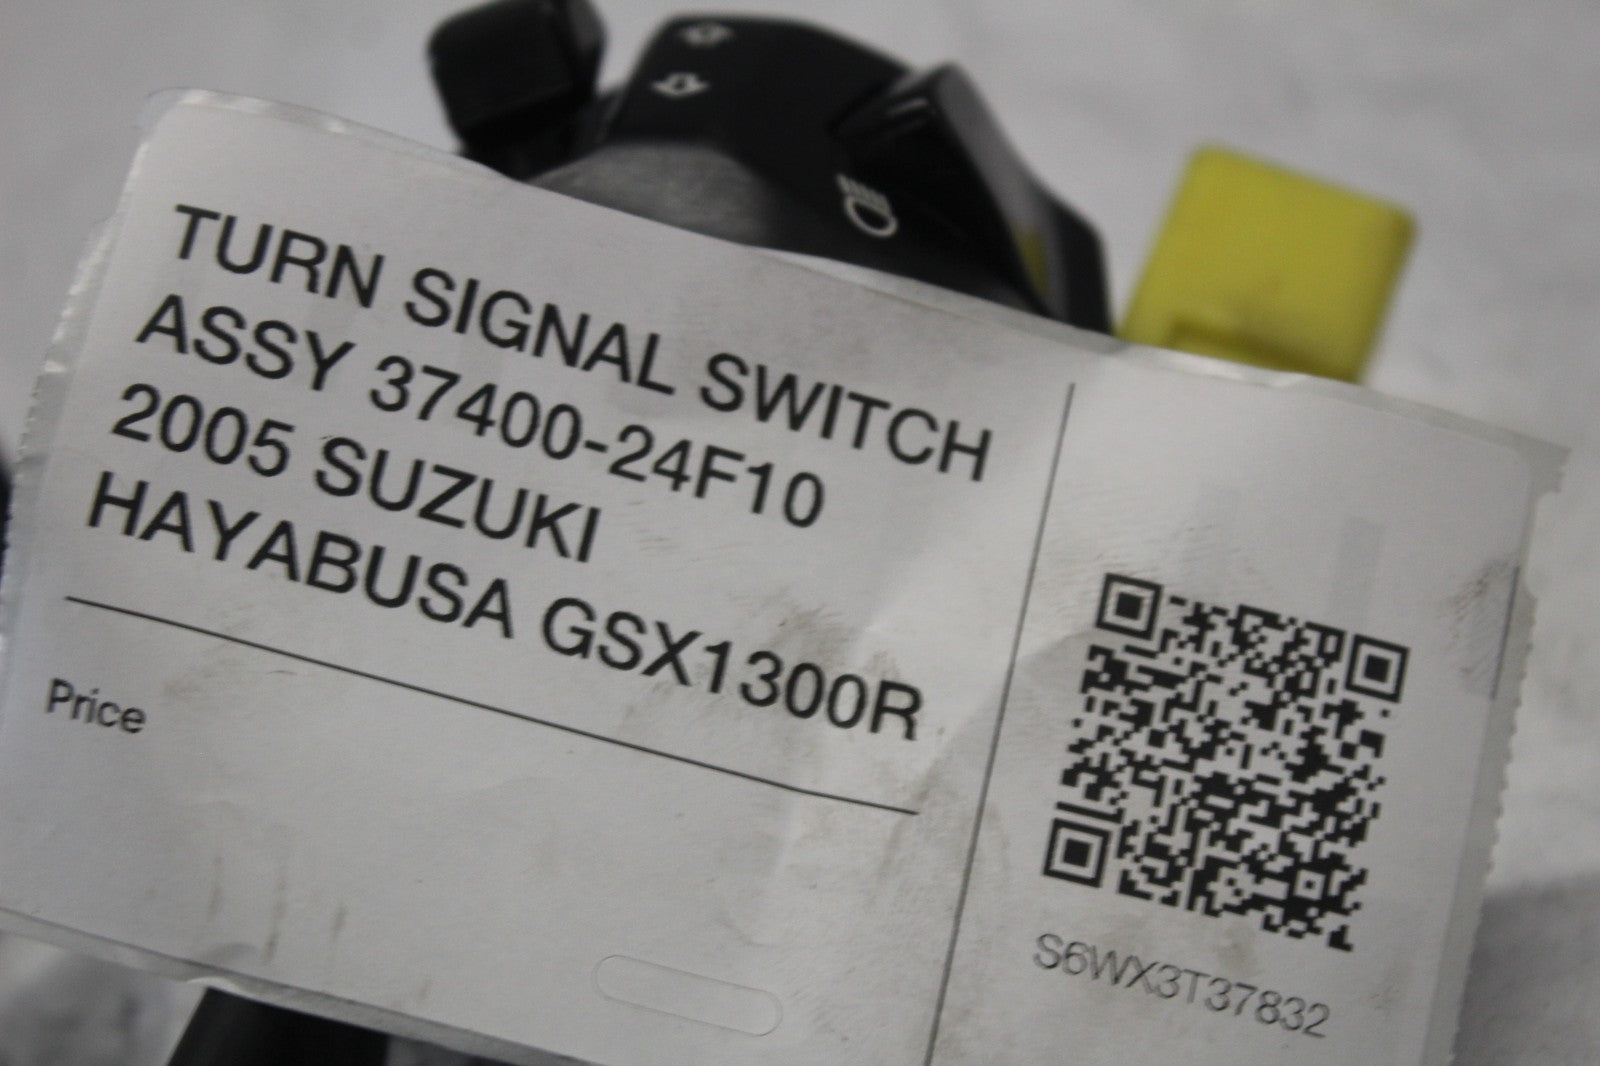 TURN SIGNAL SWITCH
ASSY 37400-24F10
2005 SUZUKI
HAYABUSA GSX1300R
Price
S6WX3T37832